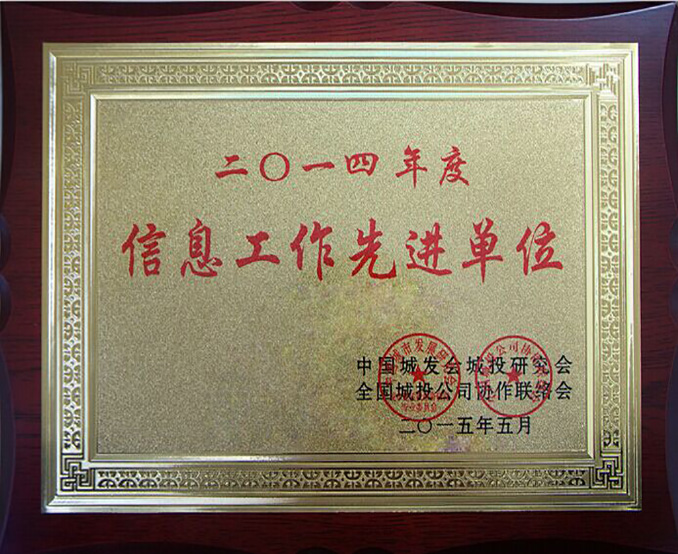 二〇一四年度
信息工作先进单位
中国城发会城投研究会
全国城投公司协作联络会
二〇一五年五月